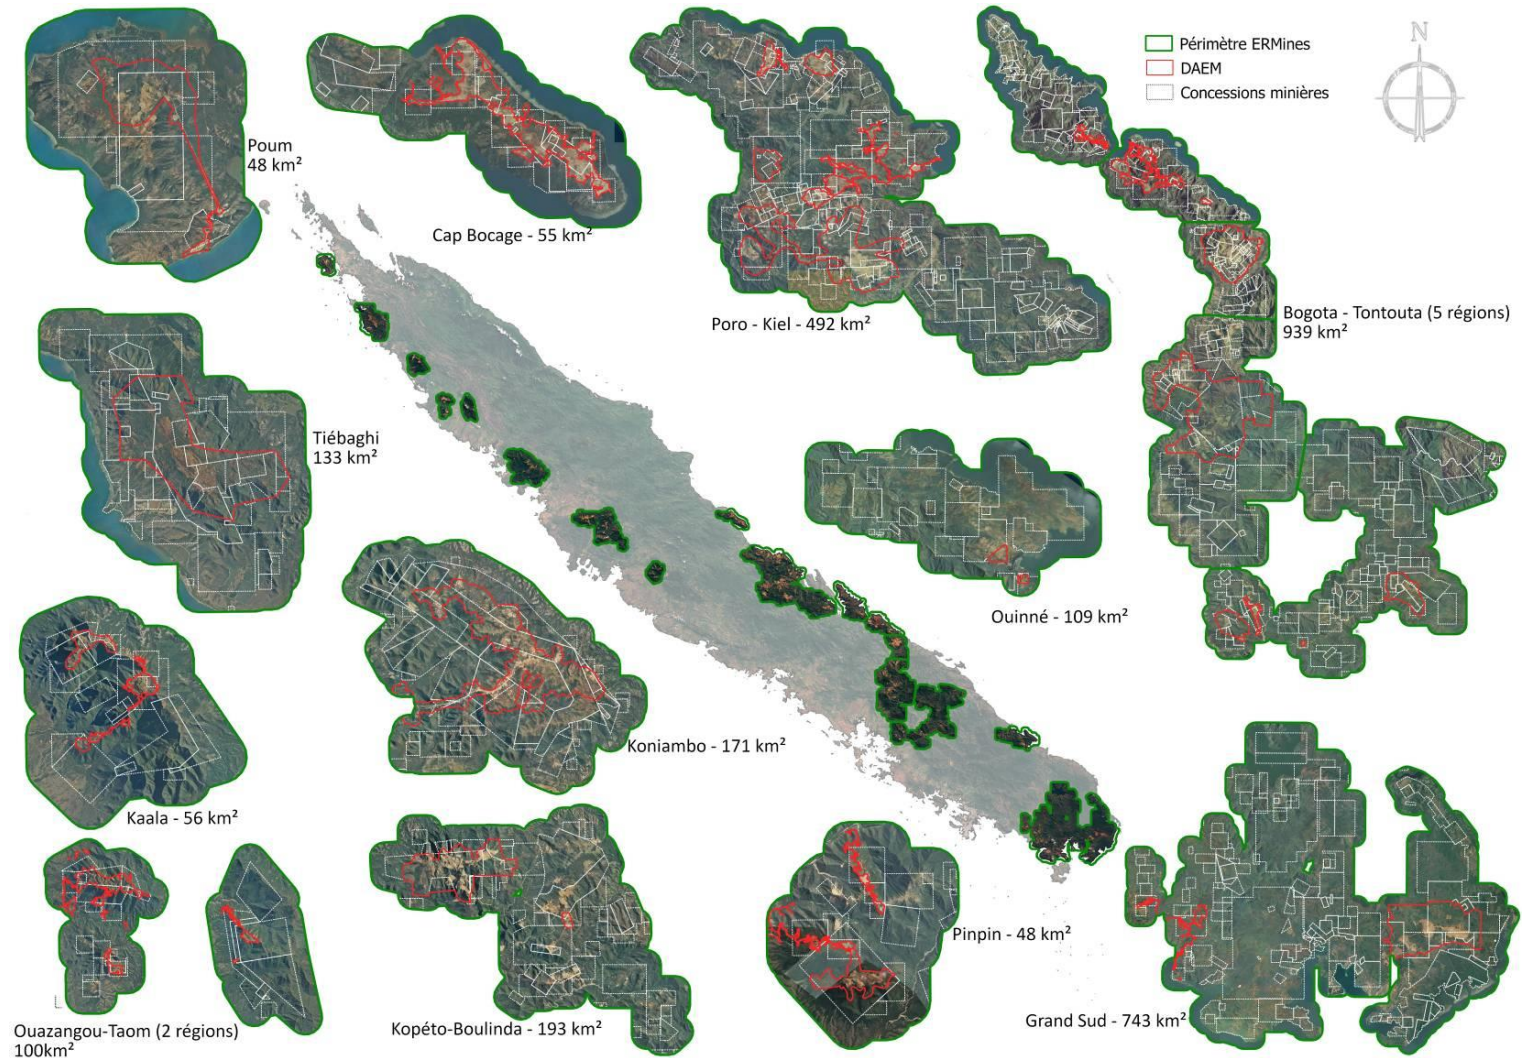 N
Périmètre ERMines
DAEM
Concessions minières
Poum
48 km²
Cap Bocage - 55 km²
Poro - Kiel - 492 km²
Bogota - Tontouta (5 régions)
939 km²
Tiébaghi
133 km²
Ouinné - 109 km²
Koniambo - 171 km²
Kaala - 56 km²
Pinpin - 48 km²
Ouazangou-Taom (2 régions)
100km²
Kopéto-Boulinda - 193 km²
Grand Sud - 743 km²